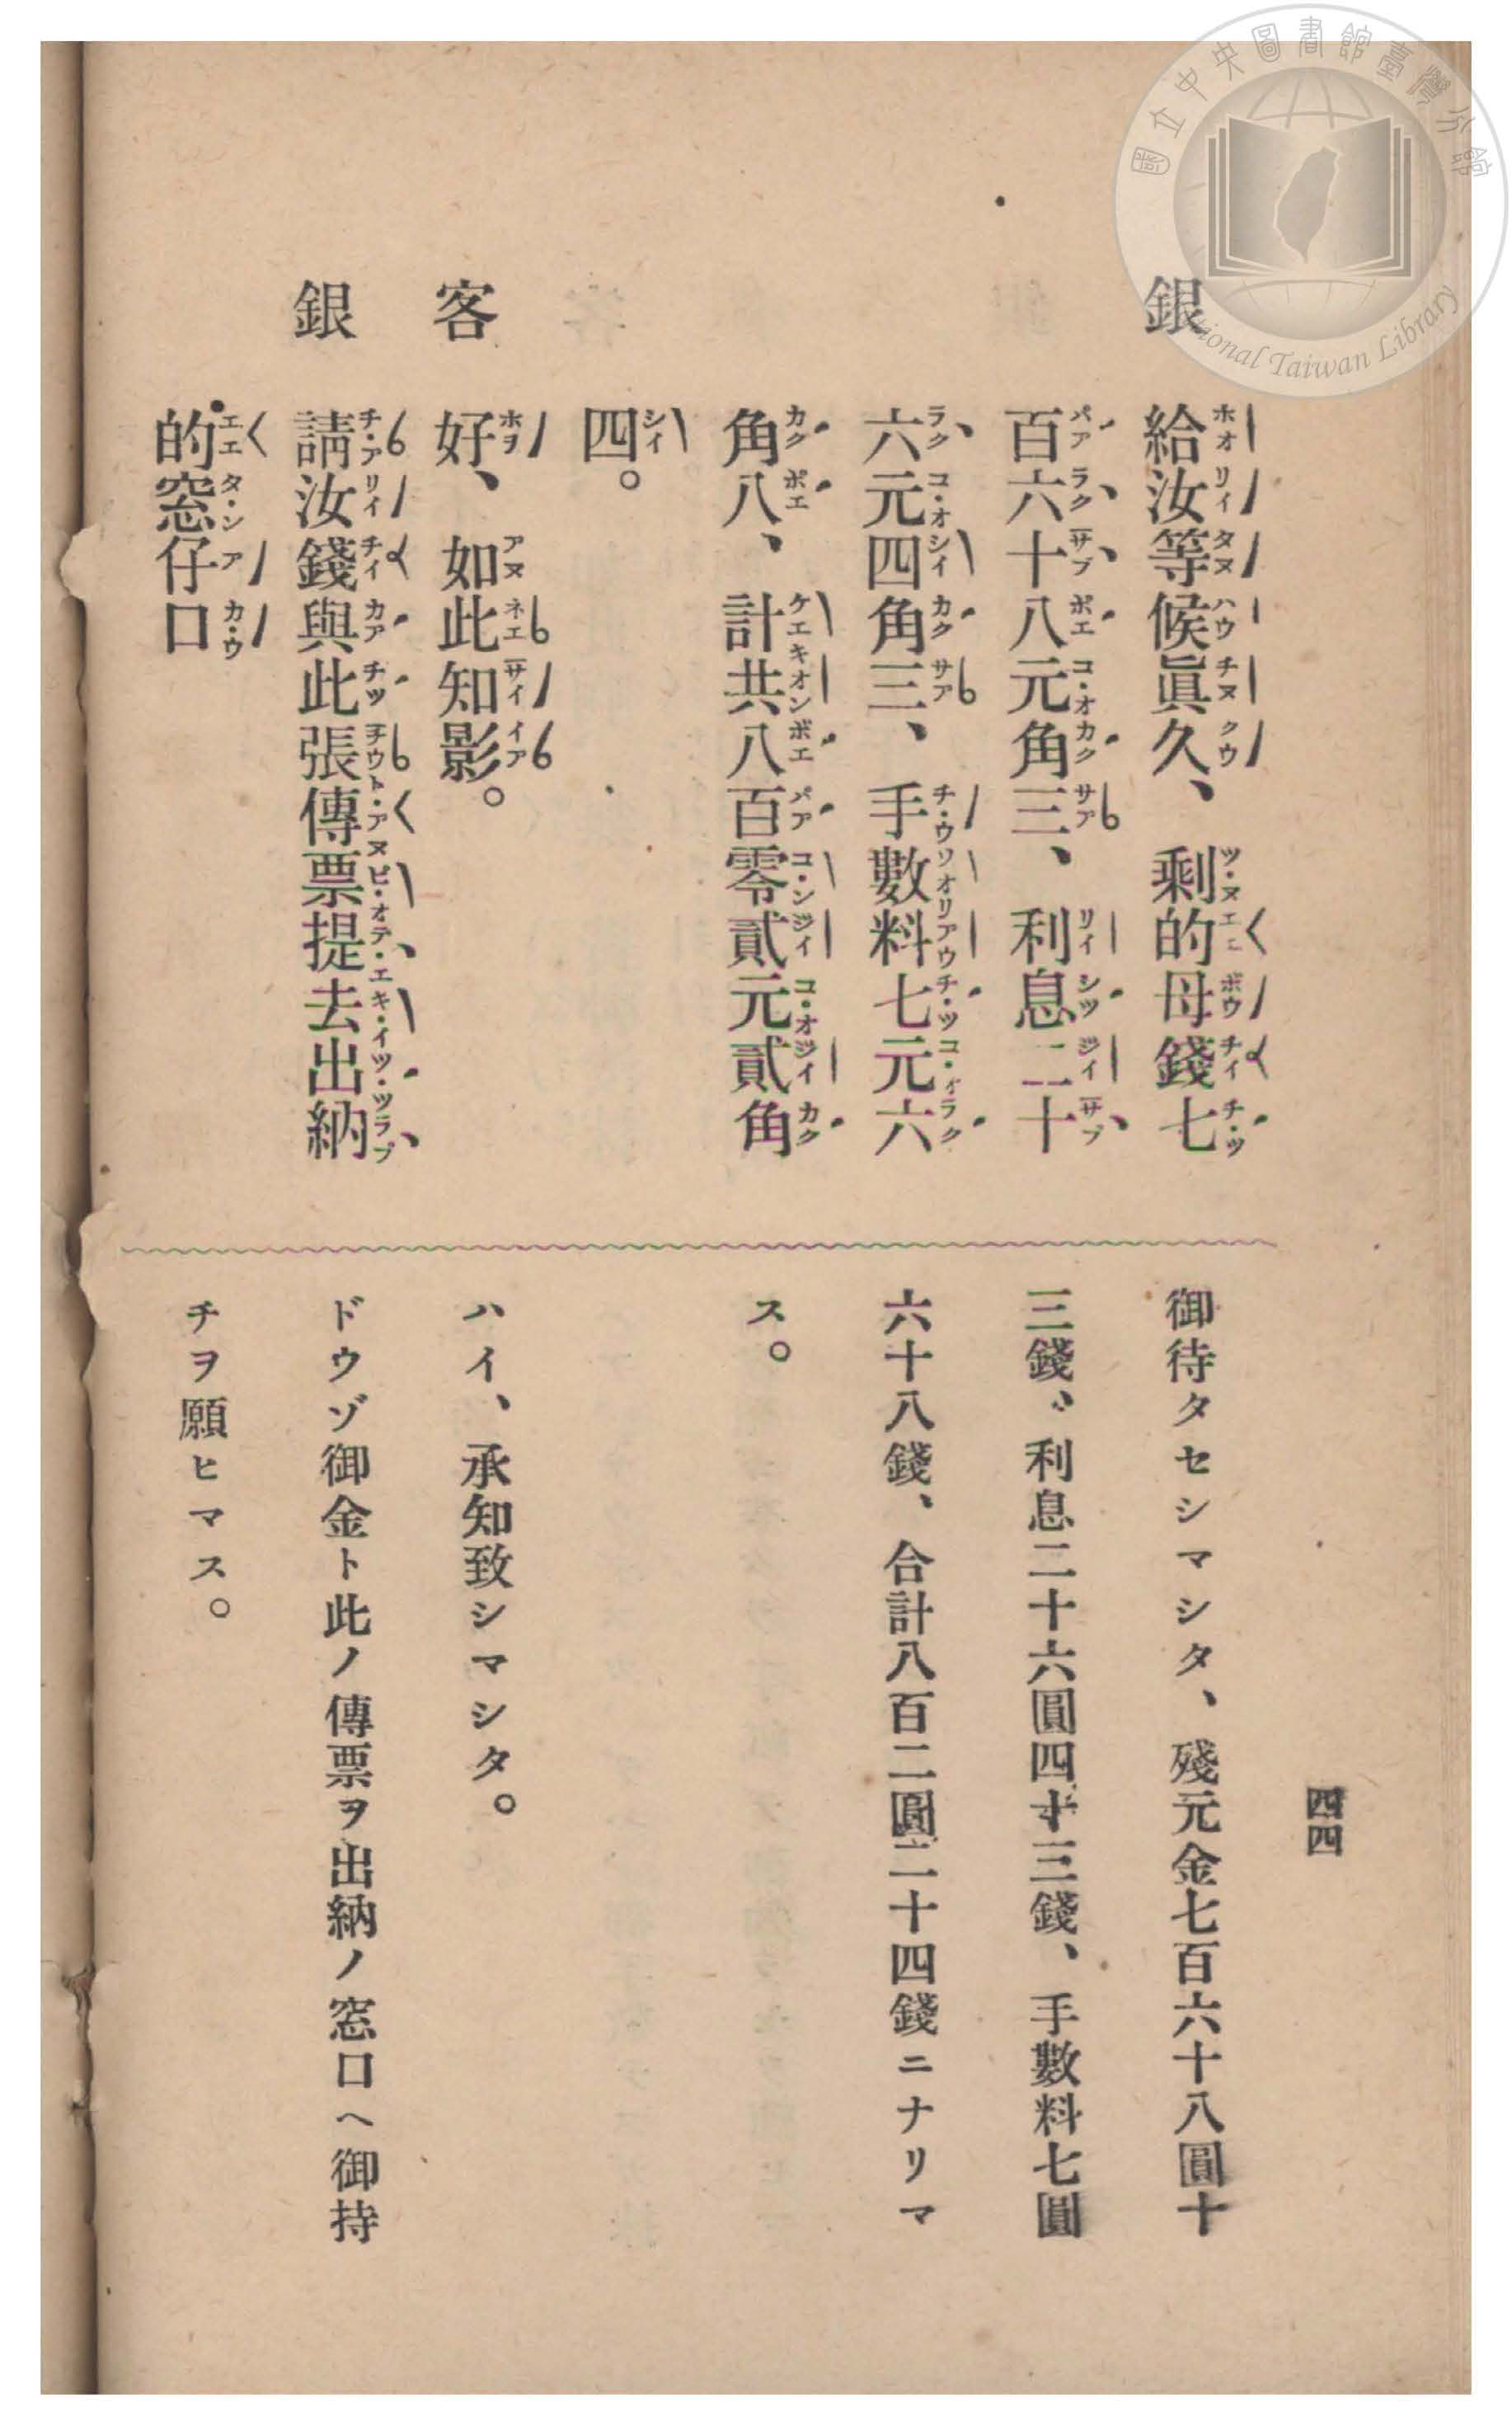 國立中央圖書館臺灣分館
National Taiwan Library
四四
銀
給汝等候眞久、剩的母錢七
百六十八元角三、利息二十
六元四角三、手數料七元六
角八、計共八百零貳元貳角
四。
客
好、如此知影。
銀
請汝錢與此張傳票提去出納
的窓仔口
御待タセシマシタ、殘元金七百六十八圓十
三錢、利息二十六圓四十三錢、手數料七圓
六十八錢、合計八百二圓二十四錢ニナリマ
ス。
ハイ、承知致シマシタ。
ドウゾ御金ト此ノ傳票ヲ出納ノ窓口ヘ御持
チヲ願ヒマス。